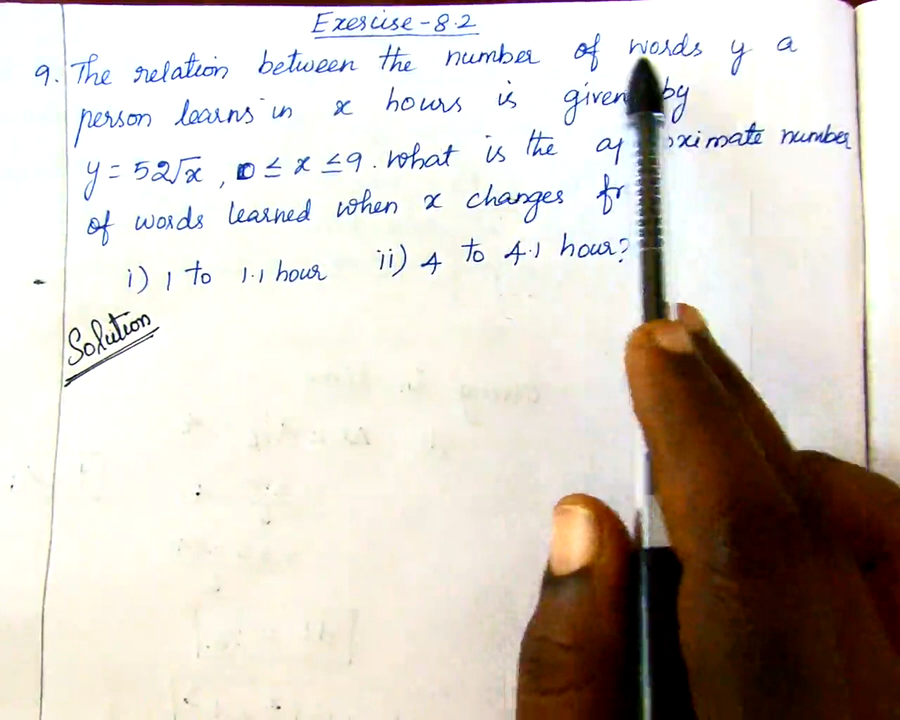 Exercise-8.2
9. The relation between the number of words y a
person learns in x hours is given by
y = 52√x , 0 ≤ x ≤ 9. What is the number
of words learned when x changes
i) 1 to 1.1 hour ii) 4 to 4.1 hour?
Solution